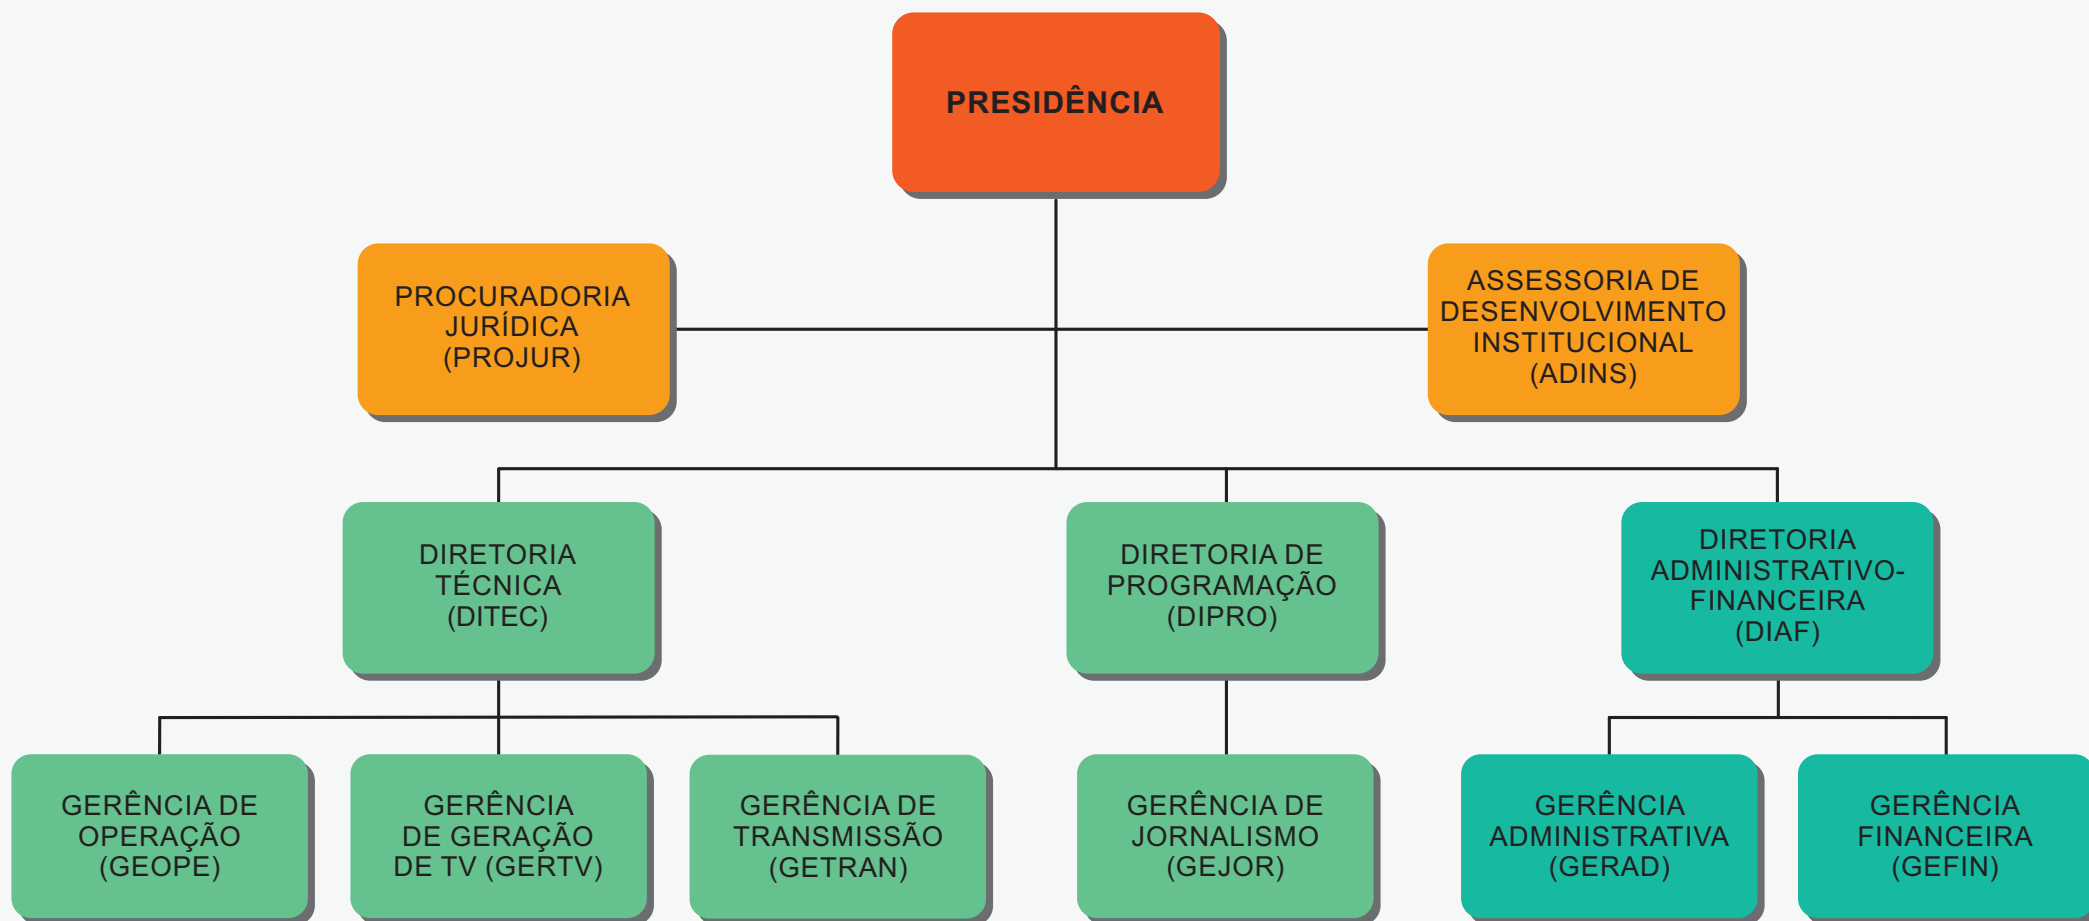 PRESIDÊNCIA
PROCURADORIA
JURÍDICA
(PROJUR)
ASSESSORIA DE
DESENVOLVIMENTO
INSTITUCIONAL
(ADINS)
DIRETORIA
TÉCNICA
(DITEC)
DIRETORIA DE
PROGRAMAÇÃO
(DIPRO)
DIRETORIA
ADMINISTRATIVO-
FINANCEIRA
(DIAF)
GERÊNCIA DE
OPERAÇÃO
(GEOPE)
GERÊNCIA
DE GERAÇÃO
DE TV (GERTV)
GERÊNCIA DE
TRANSMISSÃO
(GETRAN)
GERÊNCIA DE
JORNALISMO
(GEJOR)
GERÊNCIA
ADMINISTRATIVA
(GERAD)
GERÊNCIA
FINANCEIRA
(GEFIN)